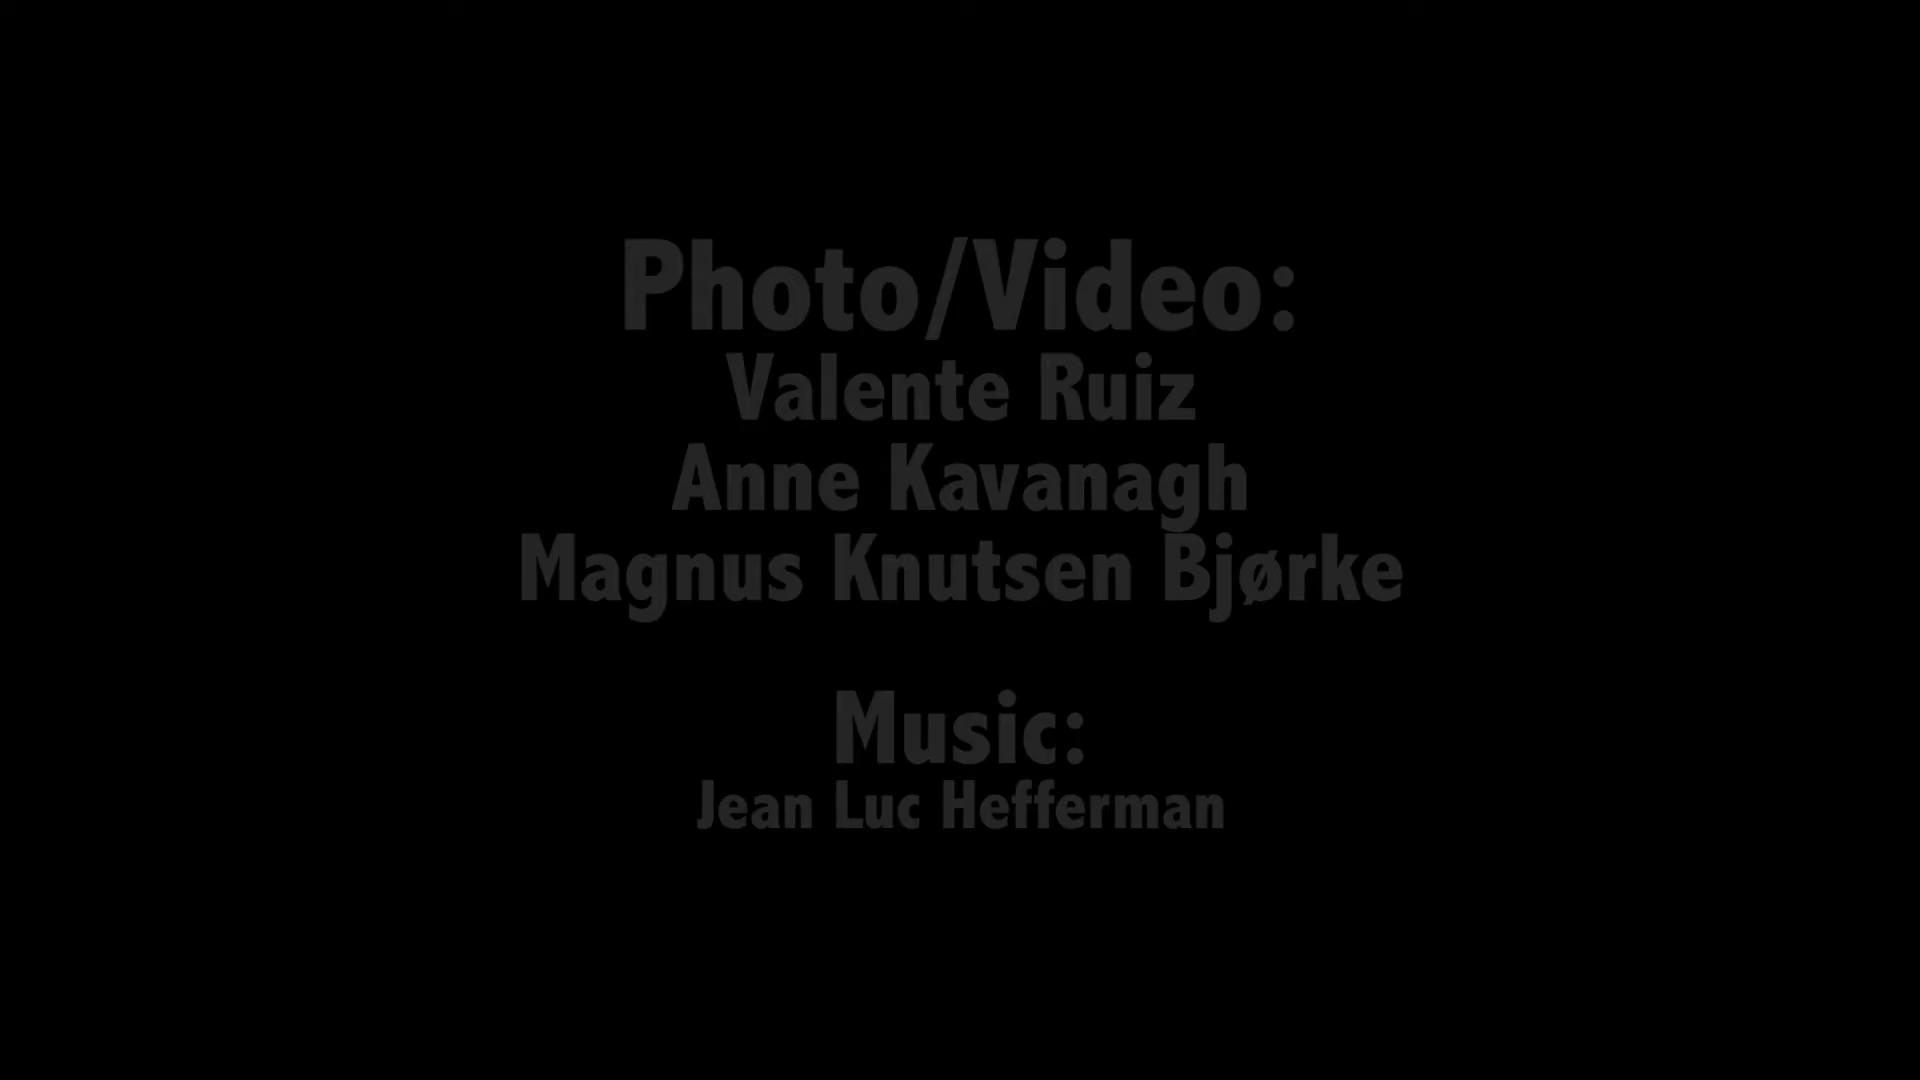 Photo/Video:
Valente Ruiz
Anne Kavanagh
Magnus Knutsen Bjørke
Music:
Jean Luc Hefferman